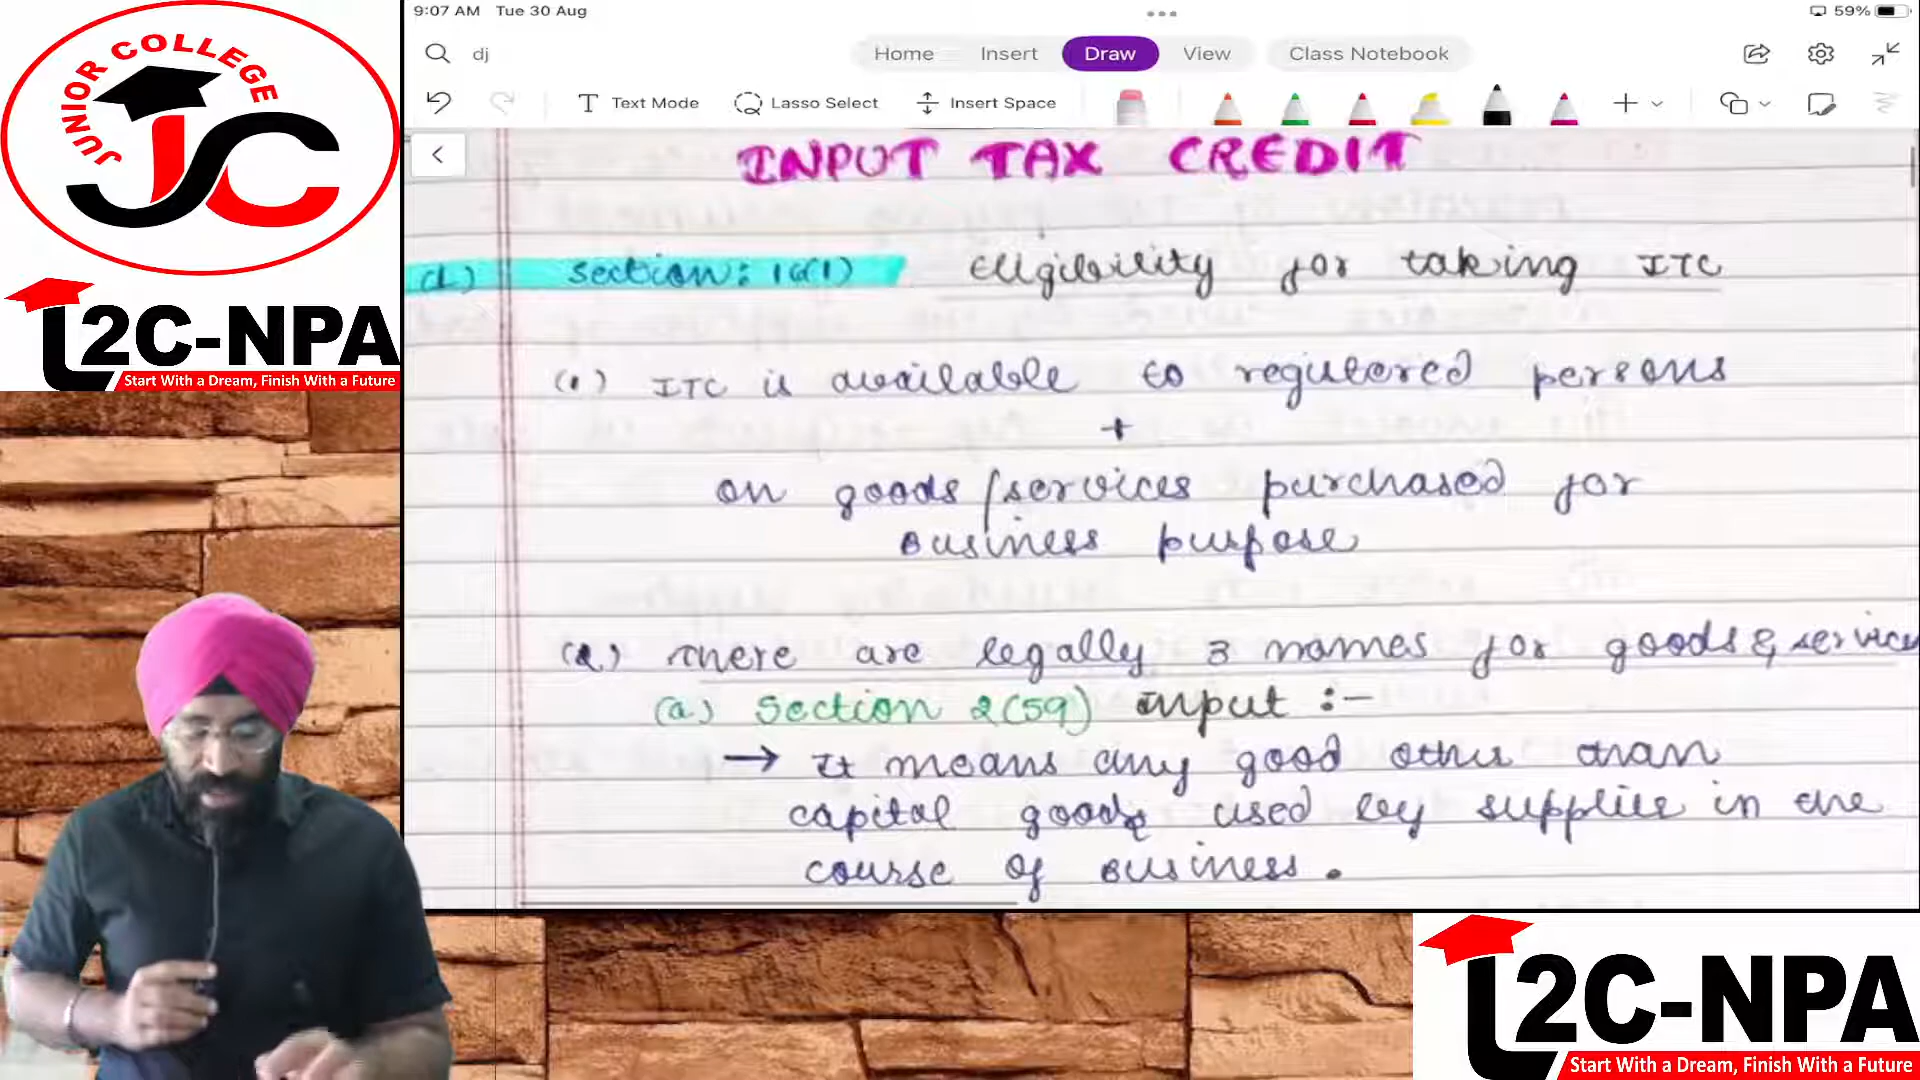 JUNIOR COLLEGE
JC
L2C-NPA
Start With a Dream, Finish With a Future
9:07 AM Tue 30 Aug
59%
dj
Home Insert Draw View Class Notebook
Text Mode Lasso Select Insert Space
INPUT TAX CREDIT
(1) Section: 16(1) Eligibility for taking ITC
(1) ITC is available to registered persons
+
on goods/services purchased for
Business purpose
(2) There are legally 3 names for goods & services
(a) Section 2(59) input :-
→ It means any good other than
capital goods used by supplier in the
course of Business.
L2C-NPA
Start With a Dream, Finish With a Future